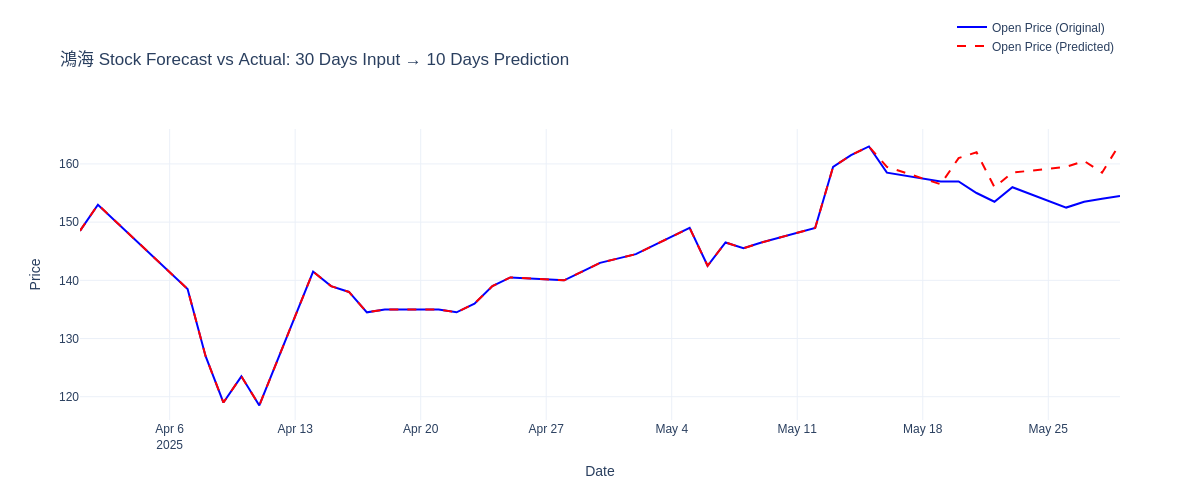 鴻海 Stock Forecast vs Actual: 30 Days Input → 10 Days Prediction
Open Price (Original)
Open Price (Predicted)
Price
160
150
140
130
120
Apr 6
2025
Apr 13
Apr 20
Apr 27
May 4
May 11
May 18
May 25
Date